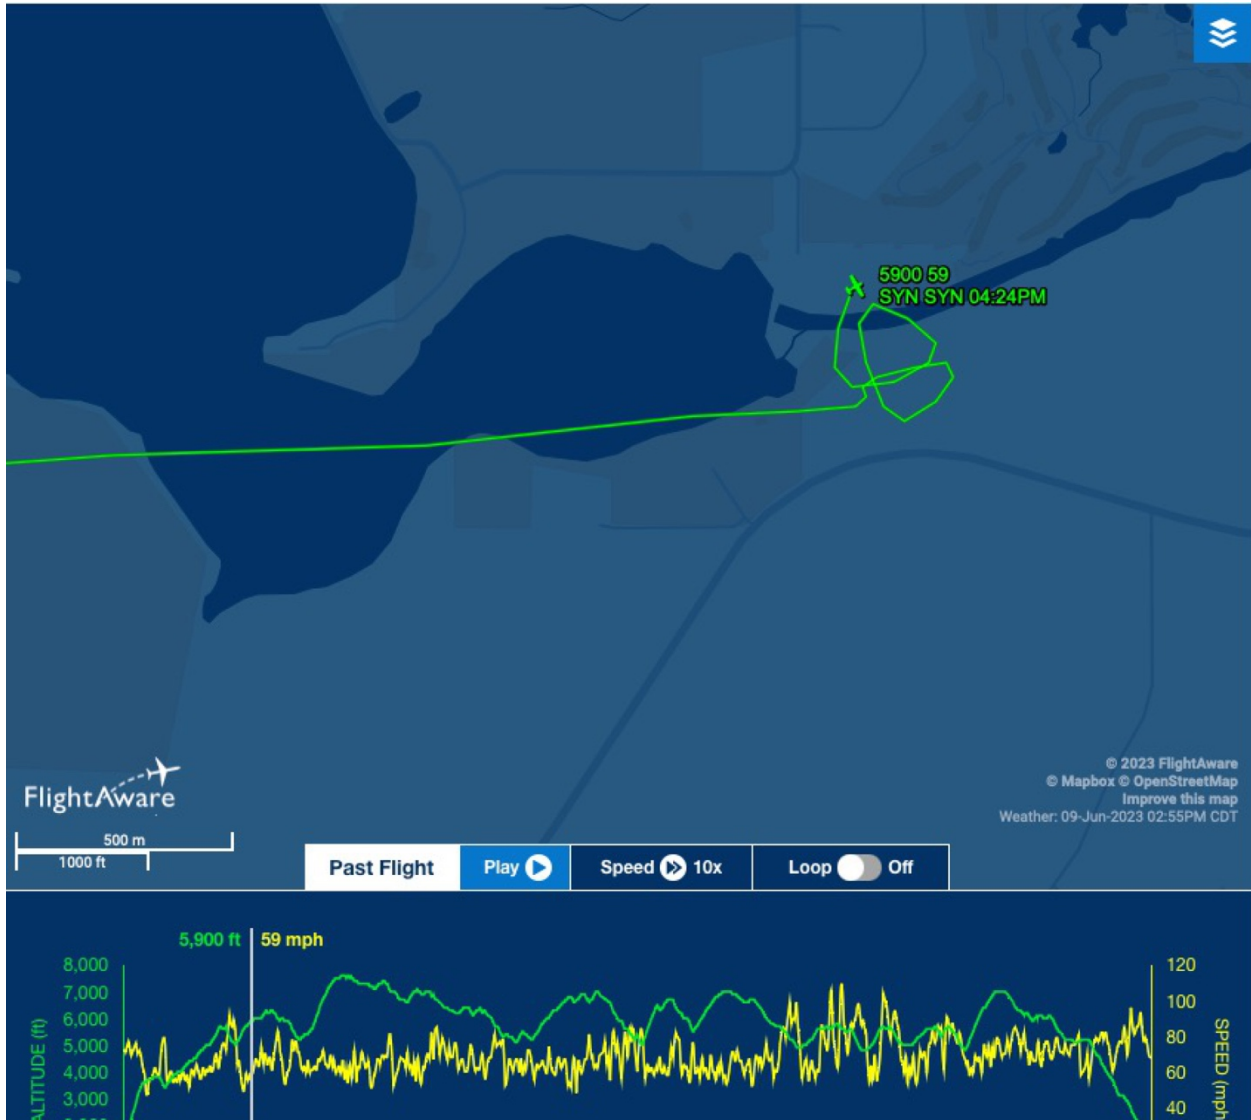 5900 59
SYN SYN 04:24PM
© 2023 FlightAware
© Mapbox © OpenStreetMap
Improve this map
Weather: 09-Jun-2023 02:55PM CDT
FlightAware
500 m
1000 ft
Past Flight Play Speed 10x Loop Off
5,900 ft 59 mph
8,000 120
7,000 100
6,000 80
5,000 60
4,000 40
3,000
ALTITUDE (ft)
SPEED (mph